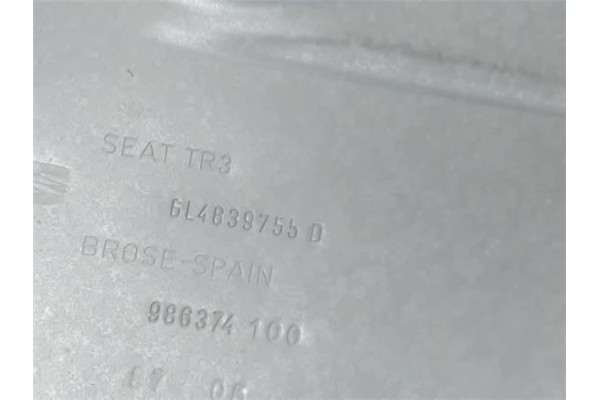 SEAT TR3
6L4839755 D
BROSE-SPAIN
986374 100